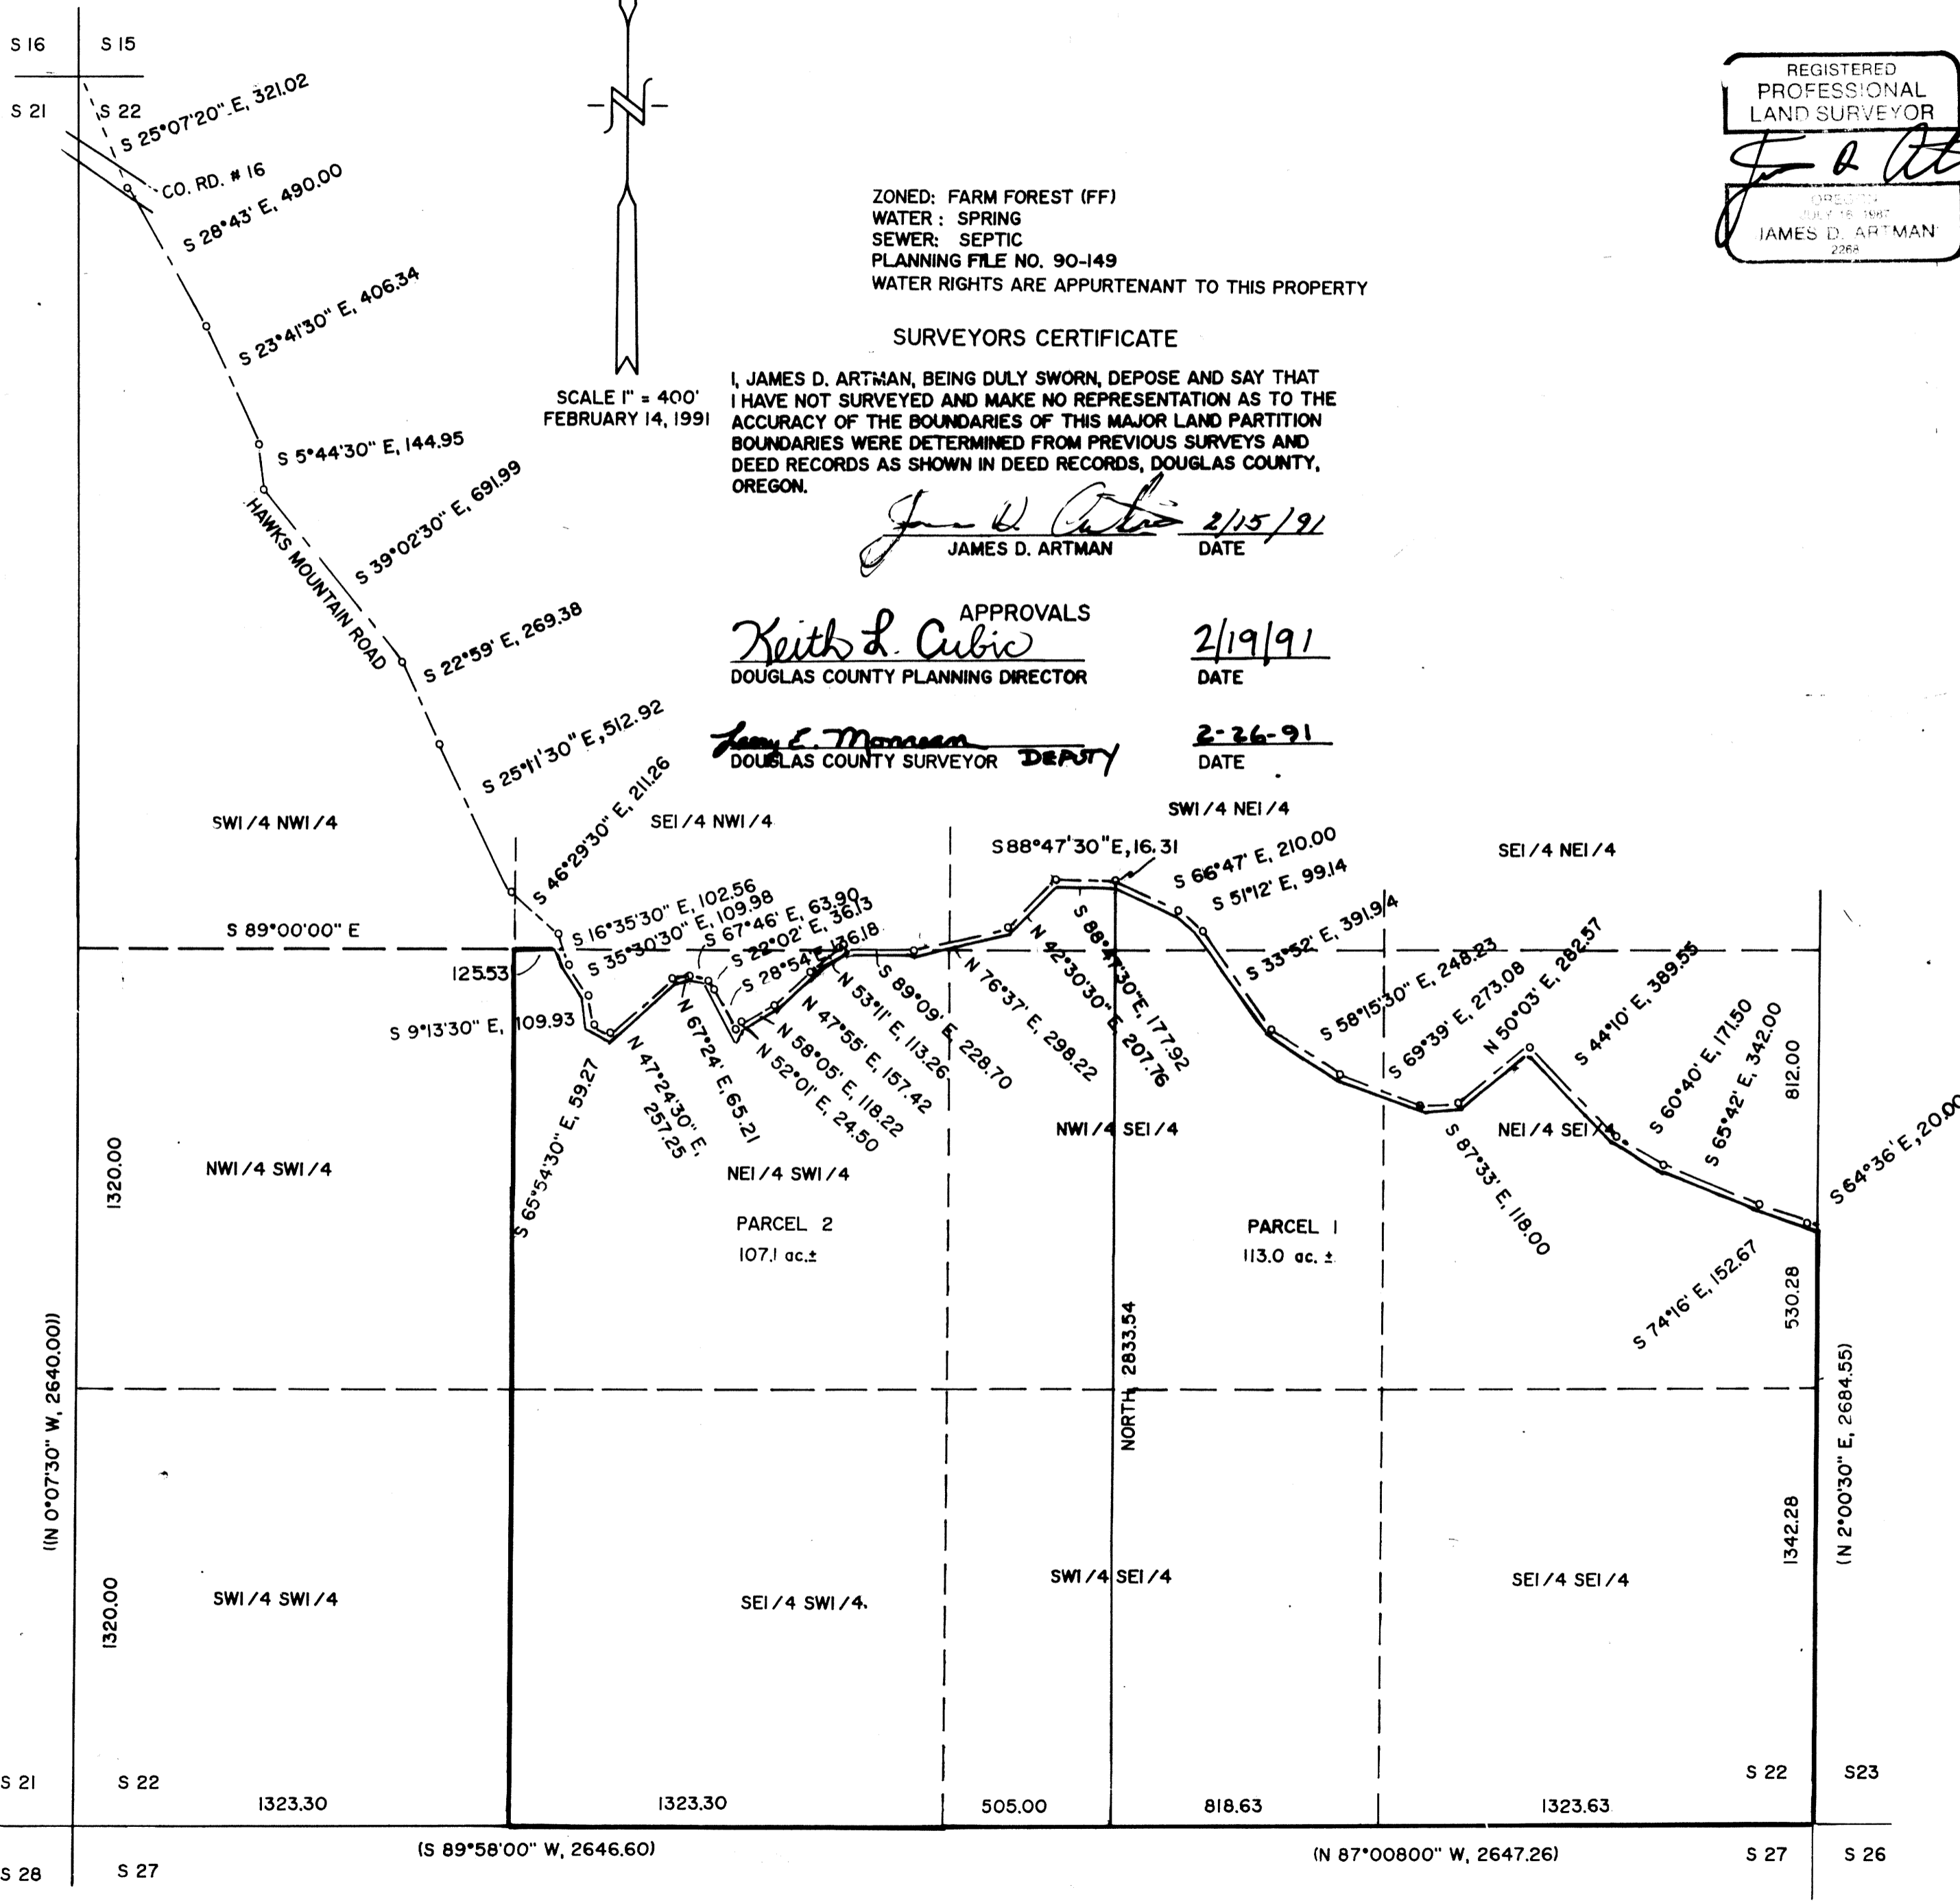 S 16
S 15
S 21
S 22
S 25°07'20" E, 321.02
CO. RD. # 16
S 28°43' E, 490.00
S 23°41'30" E, 406.34
S 5°44'30" E, 144.95
HAWKS MOUNTAIN ROAD
S 39°02'30" E, 691.99
S 22°59' E, 269.38
S 25°11'30" E, 512.92
S 46°29'30" E, 211.26
N
SCALE 1" = 400'
FEBRUARY 14, 1991
REGISTERED
PROFESSIONAL
LAND SURVEYOR
OREGON
JULY 16 1987
JAMES D. ARTMAN
2268
ZONED: FARM FOREST (FF)
WATER : SPRING
SEWER: SEPTIC
PLANNING FILE NO. 90-149
WATER RIGHTS ARE APPURTENANT TO THIS PROPERTY
SURVEYORS CERTIFICATE
I, JAMES D. ARTMAN, BEING DULY SWORN, DEPOSE AND SAY THAT
I HAVE NOT SURVEYED AND MAKE NO REPRESENTATION AS TO THE
ACCURACY OF THE BOUNDARIES OF THIS MAJOR LAND PARTITION
BOUNDARIES WERE DETERMINED FROM PREVIOUS SURVEYS AND
DEED RECORDS AS SHOWN IN DEED RECORDS, DOUGLAS COUNTY,
OREGON.
2/15/91
JAMES D. ARTMAN
DATE
APPROVALS
Keith L. Cubic
2/19/91
DOUGLAS COUNTY PLANNING DIRECTOR
DATE
2-26-91
DOUGLAS COUNTY SURVEYOR DEPUTY
DATE
SW1/4 NW1/4
SE1/4 NW1/4
SW1/4 NE1/4
SE1/4 NE1/4
S 89°00'00" E
125.53
S 16°35'30" E, 102.56
S 35°30'30" E, 109.98
S 67°46' E, 63.90
S 22°02' E, 36.13
S 28°54' E, 136.18
S 88°47'30" E, 16.31
S 66°47' E, 210.00
S 51°12' E, 99.14
S 33°52' E, 391.94
S 58°15'30" E, 248.23
S 69°39' E, 273.08
N 50°03' E, 282.57
S 44°10' E, 389.55
S 60°40' E, 171.50
S 65°42' E, 342.00
S 64°36' E, 20.00
S 9°13'30" E, 109.93
S 65°54'30" E, 59.27
N 47°24'30" E,
257.25
N 67°24' E, 65.21
N 52°01' E, 24.50
N 58°05' E, 118.22
N 47°55' E, 157.42
N 53°11' E, 113.26
S 89°09' E, 228.70
N 76°37' E, 298.22
N 42°30'30" E, 207.76
S 88°47'30" E, 177.92
S 87°33' E, 118.00
S 74°16' E, 152.67
812.00
530.28
1342.28
(N 2°00'30" E, 2684.55)
1320.00
1320.00
((N 0°07'30" W, 2640.00))
NW1/4 SW1/4
NE1/4 SW1/4
NW1/4 SE1/4
NE1/4 SE1/4
PARCEL 2
107.1 ac.±
PARCEL 1
113.0 ac. ±
NORTH 2833.54
SW1/4 SW1/4
SE1/4 SW1/4.
SW1/4 SE1/4
SE1/4 SE1/4
S 21
S 22
S 22
S23
1323.30
1323.30
505.00
818.63
1323.63
(S 89°58'00" W, 2646.60)
(N 87°00800" W, 2647.26)
S 28
S 27
S 27
S 26